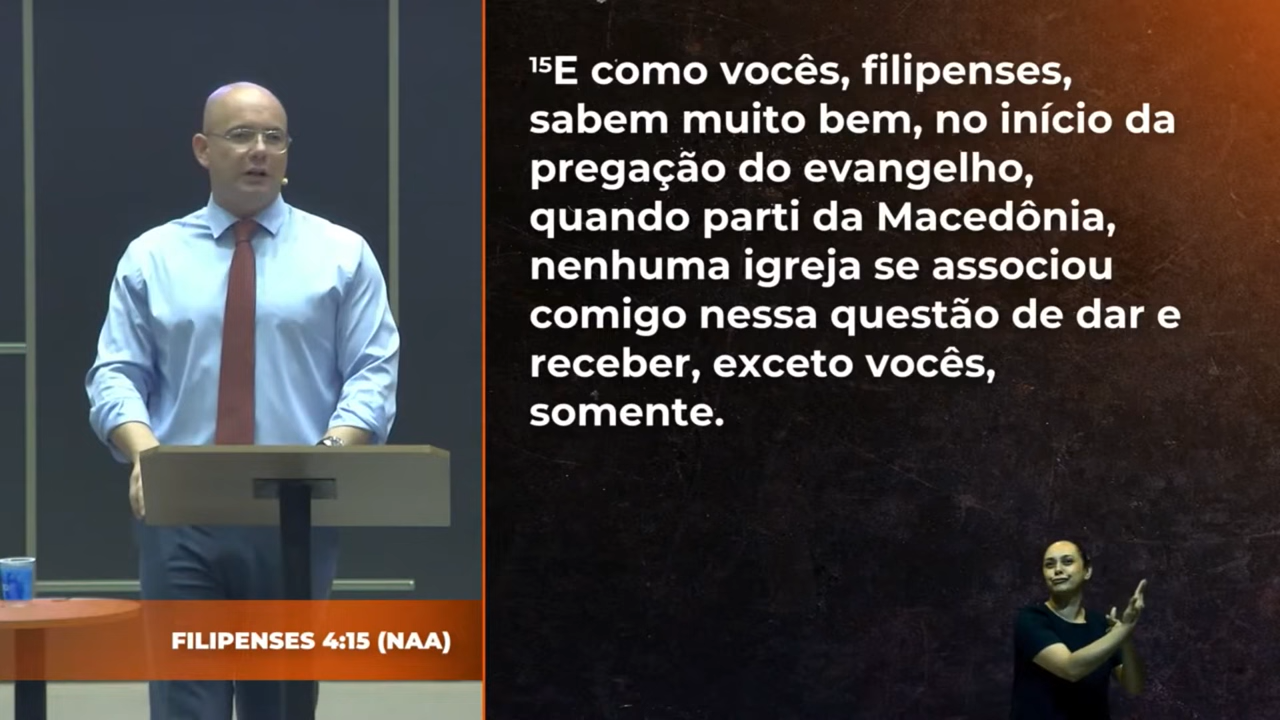 ¹⁵E como vocês, filipenses,
sabem muito bem, no início da
pregação do evangelho,
quando parti da Macedônia,
nenhuma igreja se associou
comigo nessa questão de dar e
receber, exceto vocês,
somente.
FILIPENSES 4:15 (NAA)